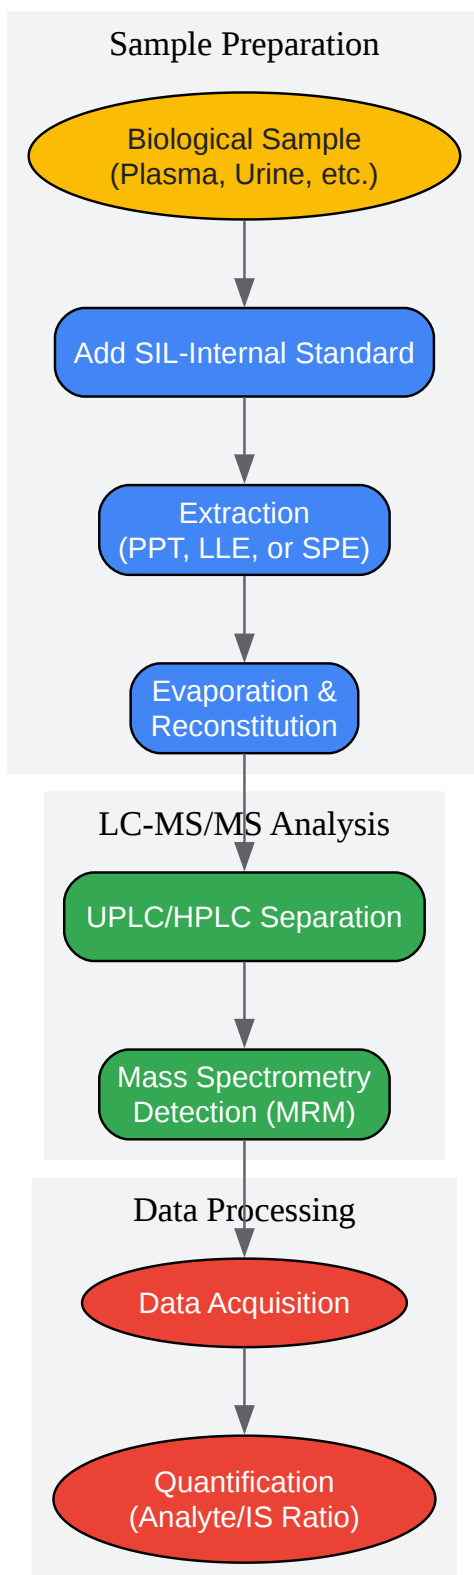 Sample Preparation
Biological Sample
(Plasma, Urine, etc.)
Add SIL-Internal Standard
Extraction
(PPT, LLE, or SPE)
Evaporation &
Reconstitution
LC-MS/MS Analysis
UPLC/HPLC Separation
Mass Spectrometry
Detection (MRM)
Data Processing
Data Acquisition
Quantification
(Analyte/IS Ratio)